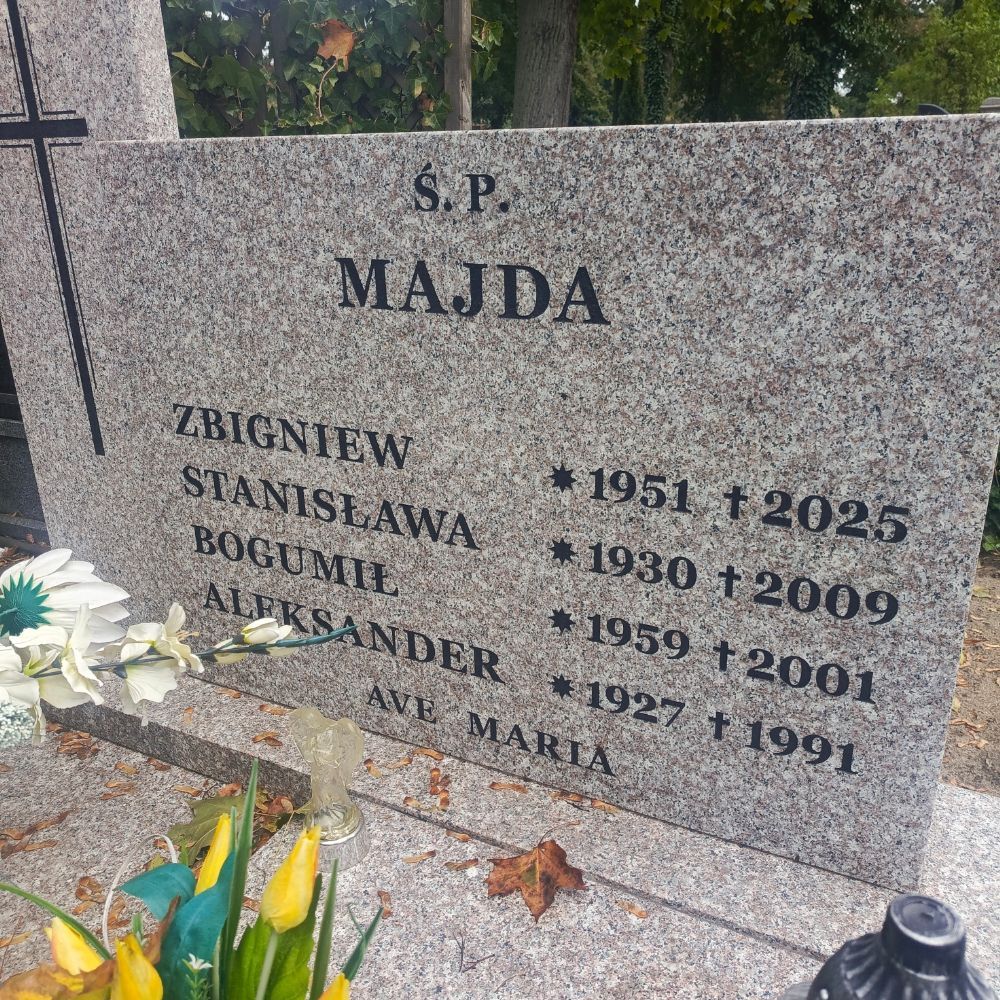 Ś.P.
MAJDA
ZBIGNIEW ✷ 1951 ✝ 2025
STANISŁAWA ✷ 1930 ✝ 2009
BOGUMIŁ ✷ 1959 ✝ 2001
ALEKSANDER ✷ 1927 ✝ 1991
AVE MARIA